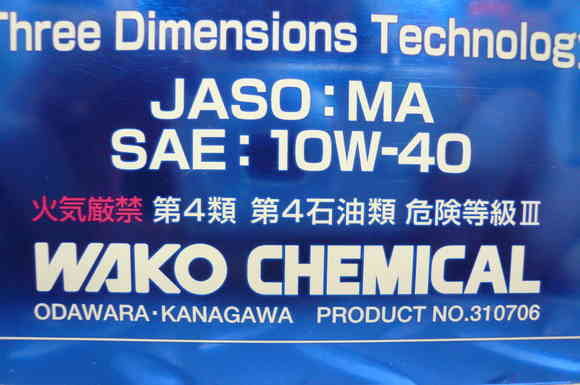 Three Dimensions Technology
JASO:MA
SAE:10W-40
火気厳禁 第4類 第4石油類 危険等級Ⅲ
WAKO CHEMICAL
ODAWARA・KANAGAWA PRODUCT NO.310706